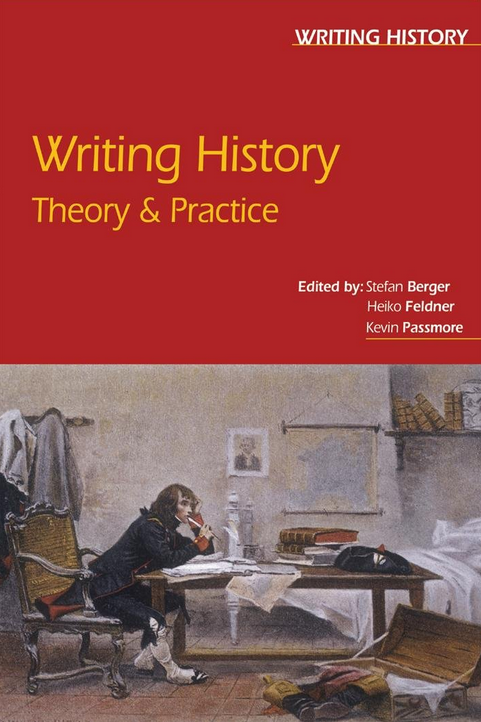 WRITING HISTORY
Writing History
Theory & Practice
Edited by: Stefan Berger
Heiko Feldner
Kevin Passmore